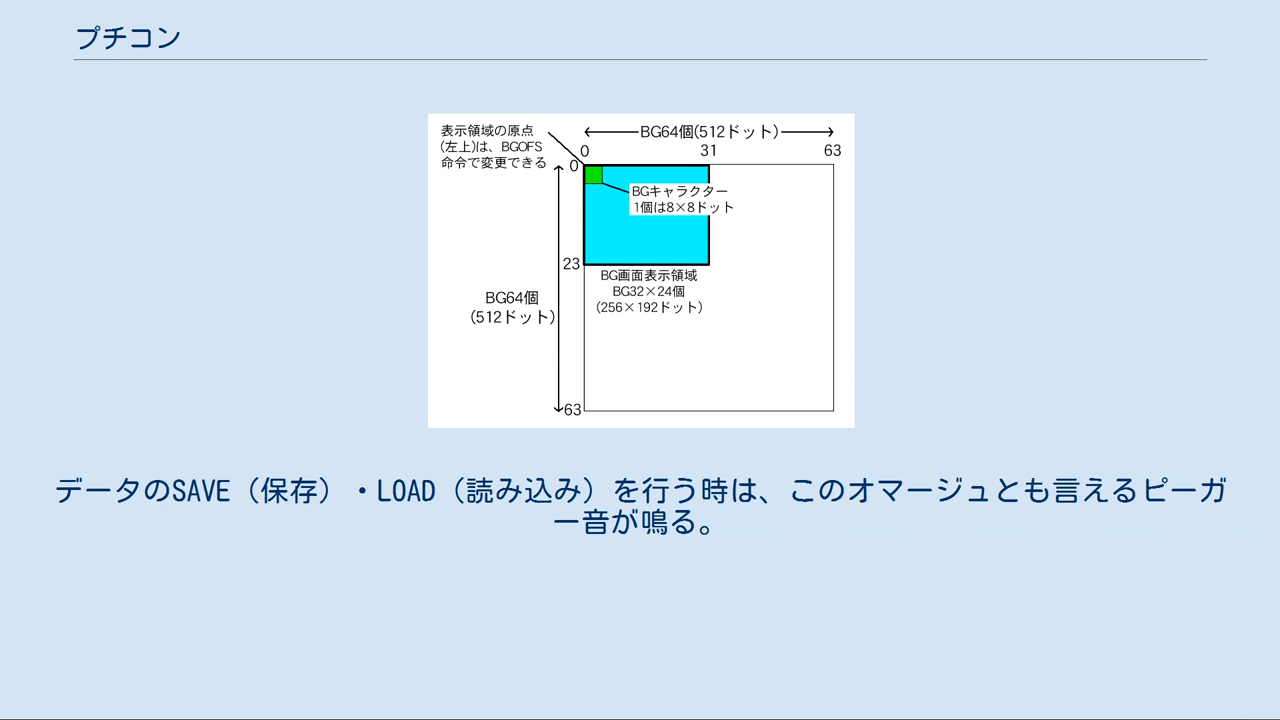 プチコン
表示領域の原点
(左上)は、BGOFS
命令で変更できる
BG64個(512ドット)
0
31
63
0
BGキャラクター
1個は8×8ドット
23
BG画面表示領域
BG32×24個
(256×192ドット)
BG64個
(512ドット)
63
データのSAVE（保存）・LOAD（読み込み）を行う時は、このオマージュとも言えるピーガ
ー音が鳴る。